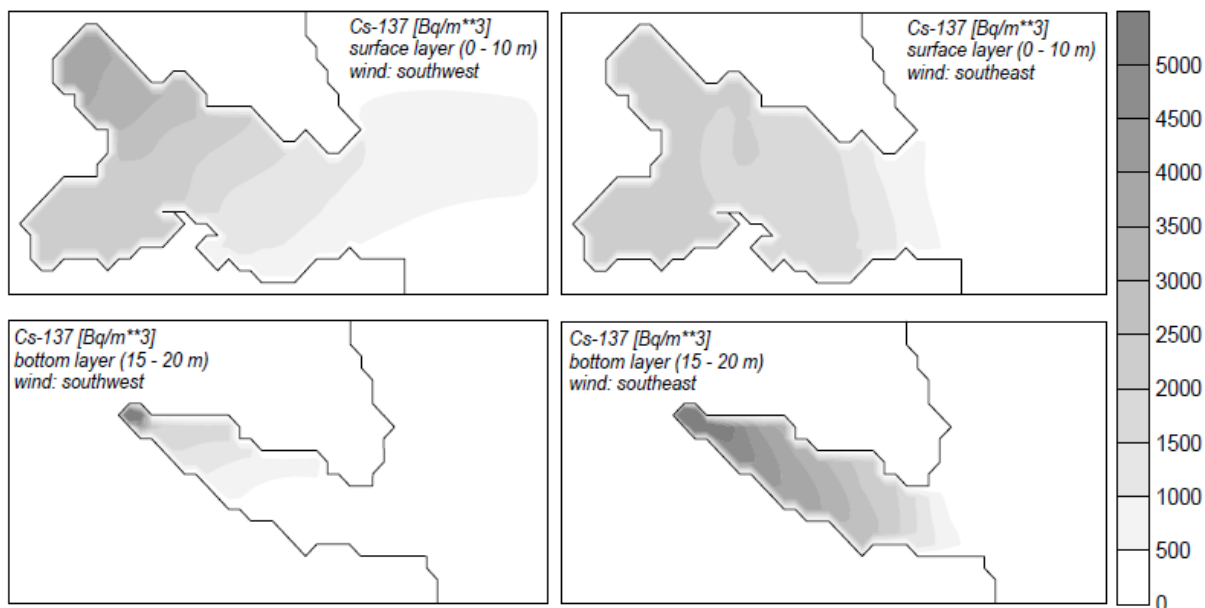 Cs-137 [Bq/m**3]
surface layer (0 - 10 m)
wind: southwest
Cs-137 [Bq/m**3]
surface layer (0 - 10 m)
wind: southeast
Cs-137 [Bq/m**3]
bottom layer (15 - 20 m)
wind: southwest
Cs-137 [Bq/m**3]
bottom layer (15 - 20 m)
wind: southeast
5000
4500
4000
3500
3000
2500
2000
1500
1000
500
0